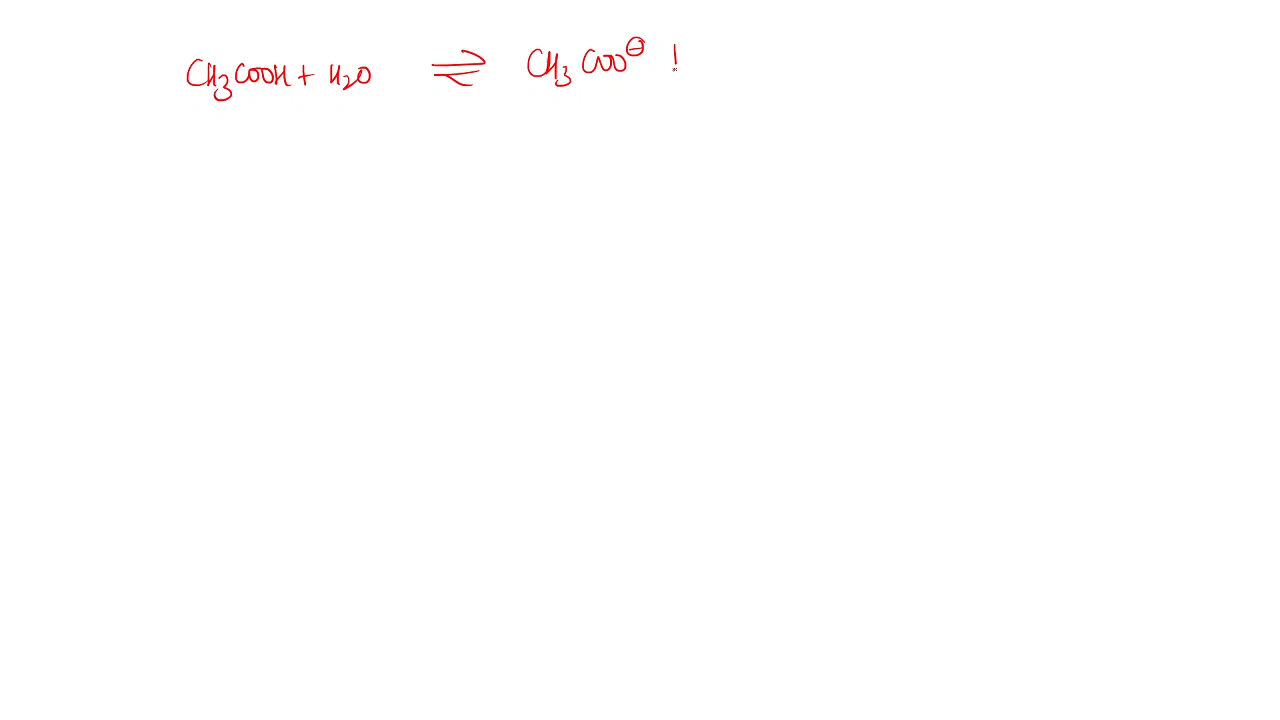 CH₃COOH + H₂O ⇌ CH₃COO⊖